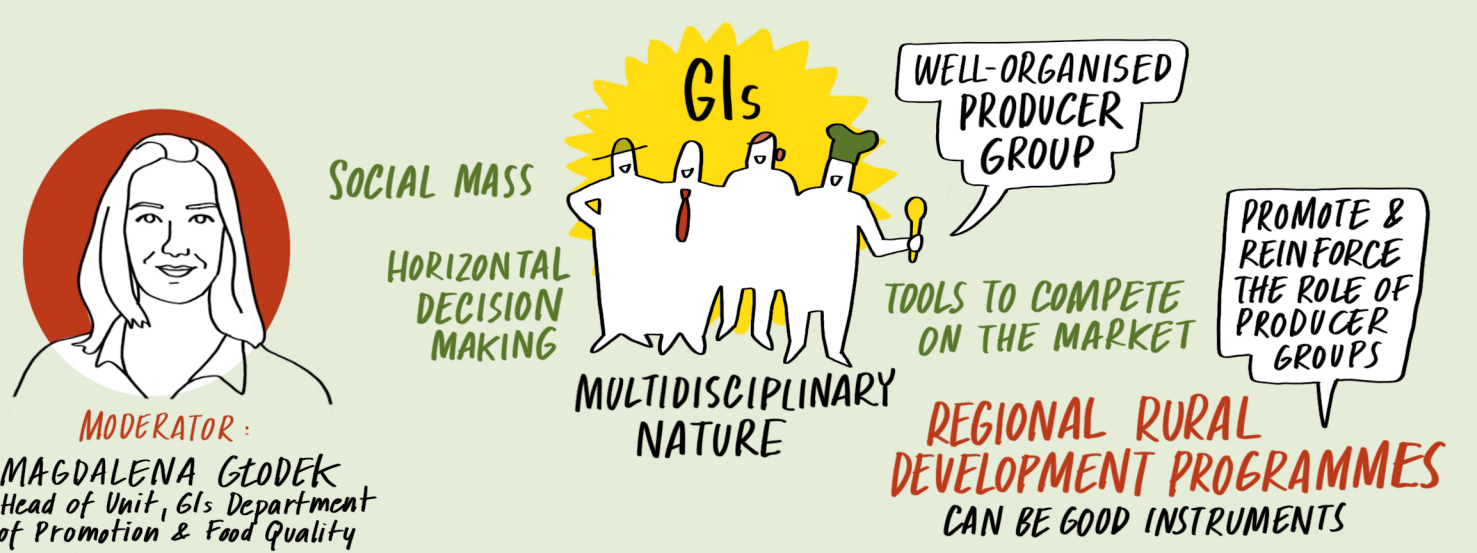 MODERATOR:
MAGDALENA GŁODEK
Head of Unit, GIs Department
of Promotion & Food Quality
SOCIAL MASS
HORIZONTAL
DECISION
MAKING
GIs
MULTIDISCIPLINARY
NATURE
WELL-ORGANISED
PRODUCER
GROUP
TOOLS TO COMPETE
ON THE MARKET
PROMOTE &
REINFORCE
THE ROLE OF
PRODUCER
GROUPS
REGIONAL RURAL
DEVELOPMENT PROGRAMMES
CAN BE GOOD INSTRUMENTS